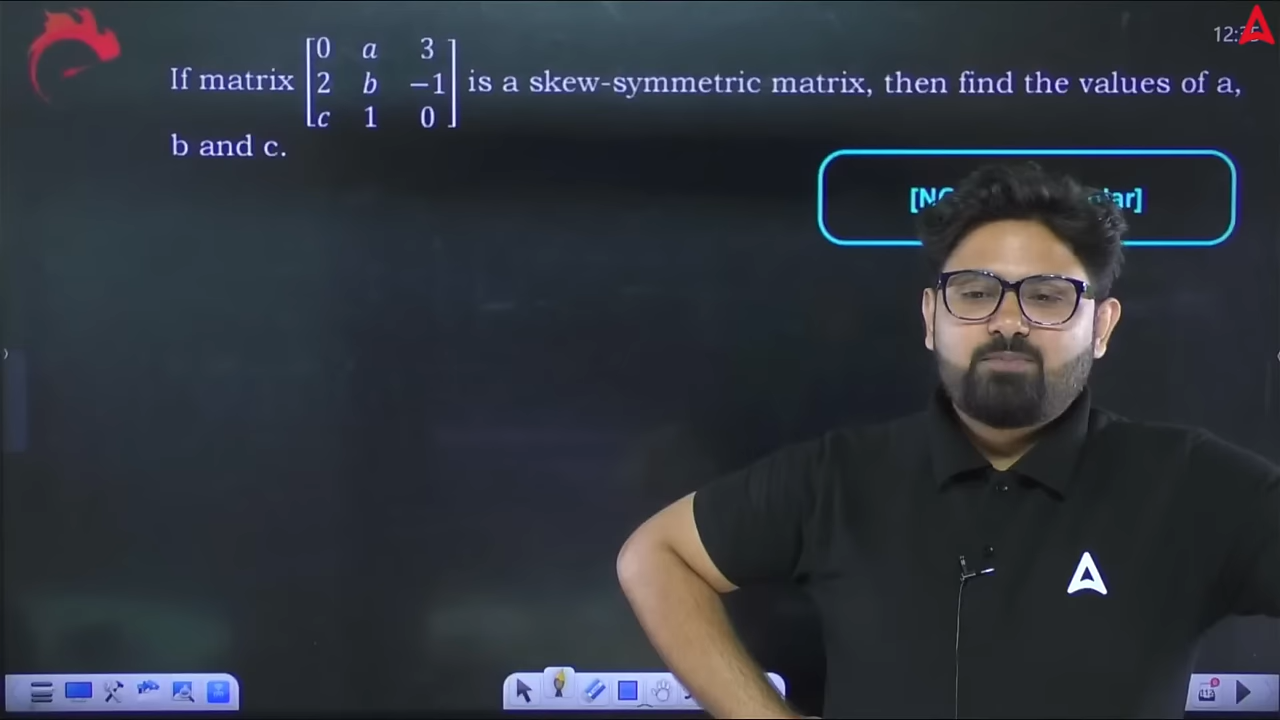 If matrix [0 a 3
2 b −1
c 1 0] is a skew-symmetric matrix, then find the values of a,
b and c.